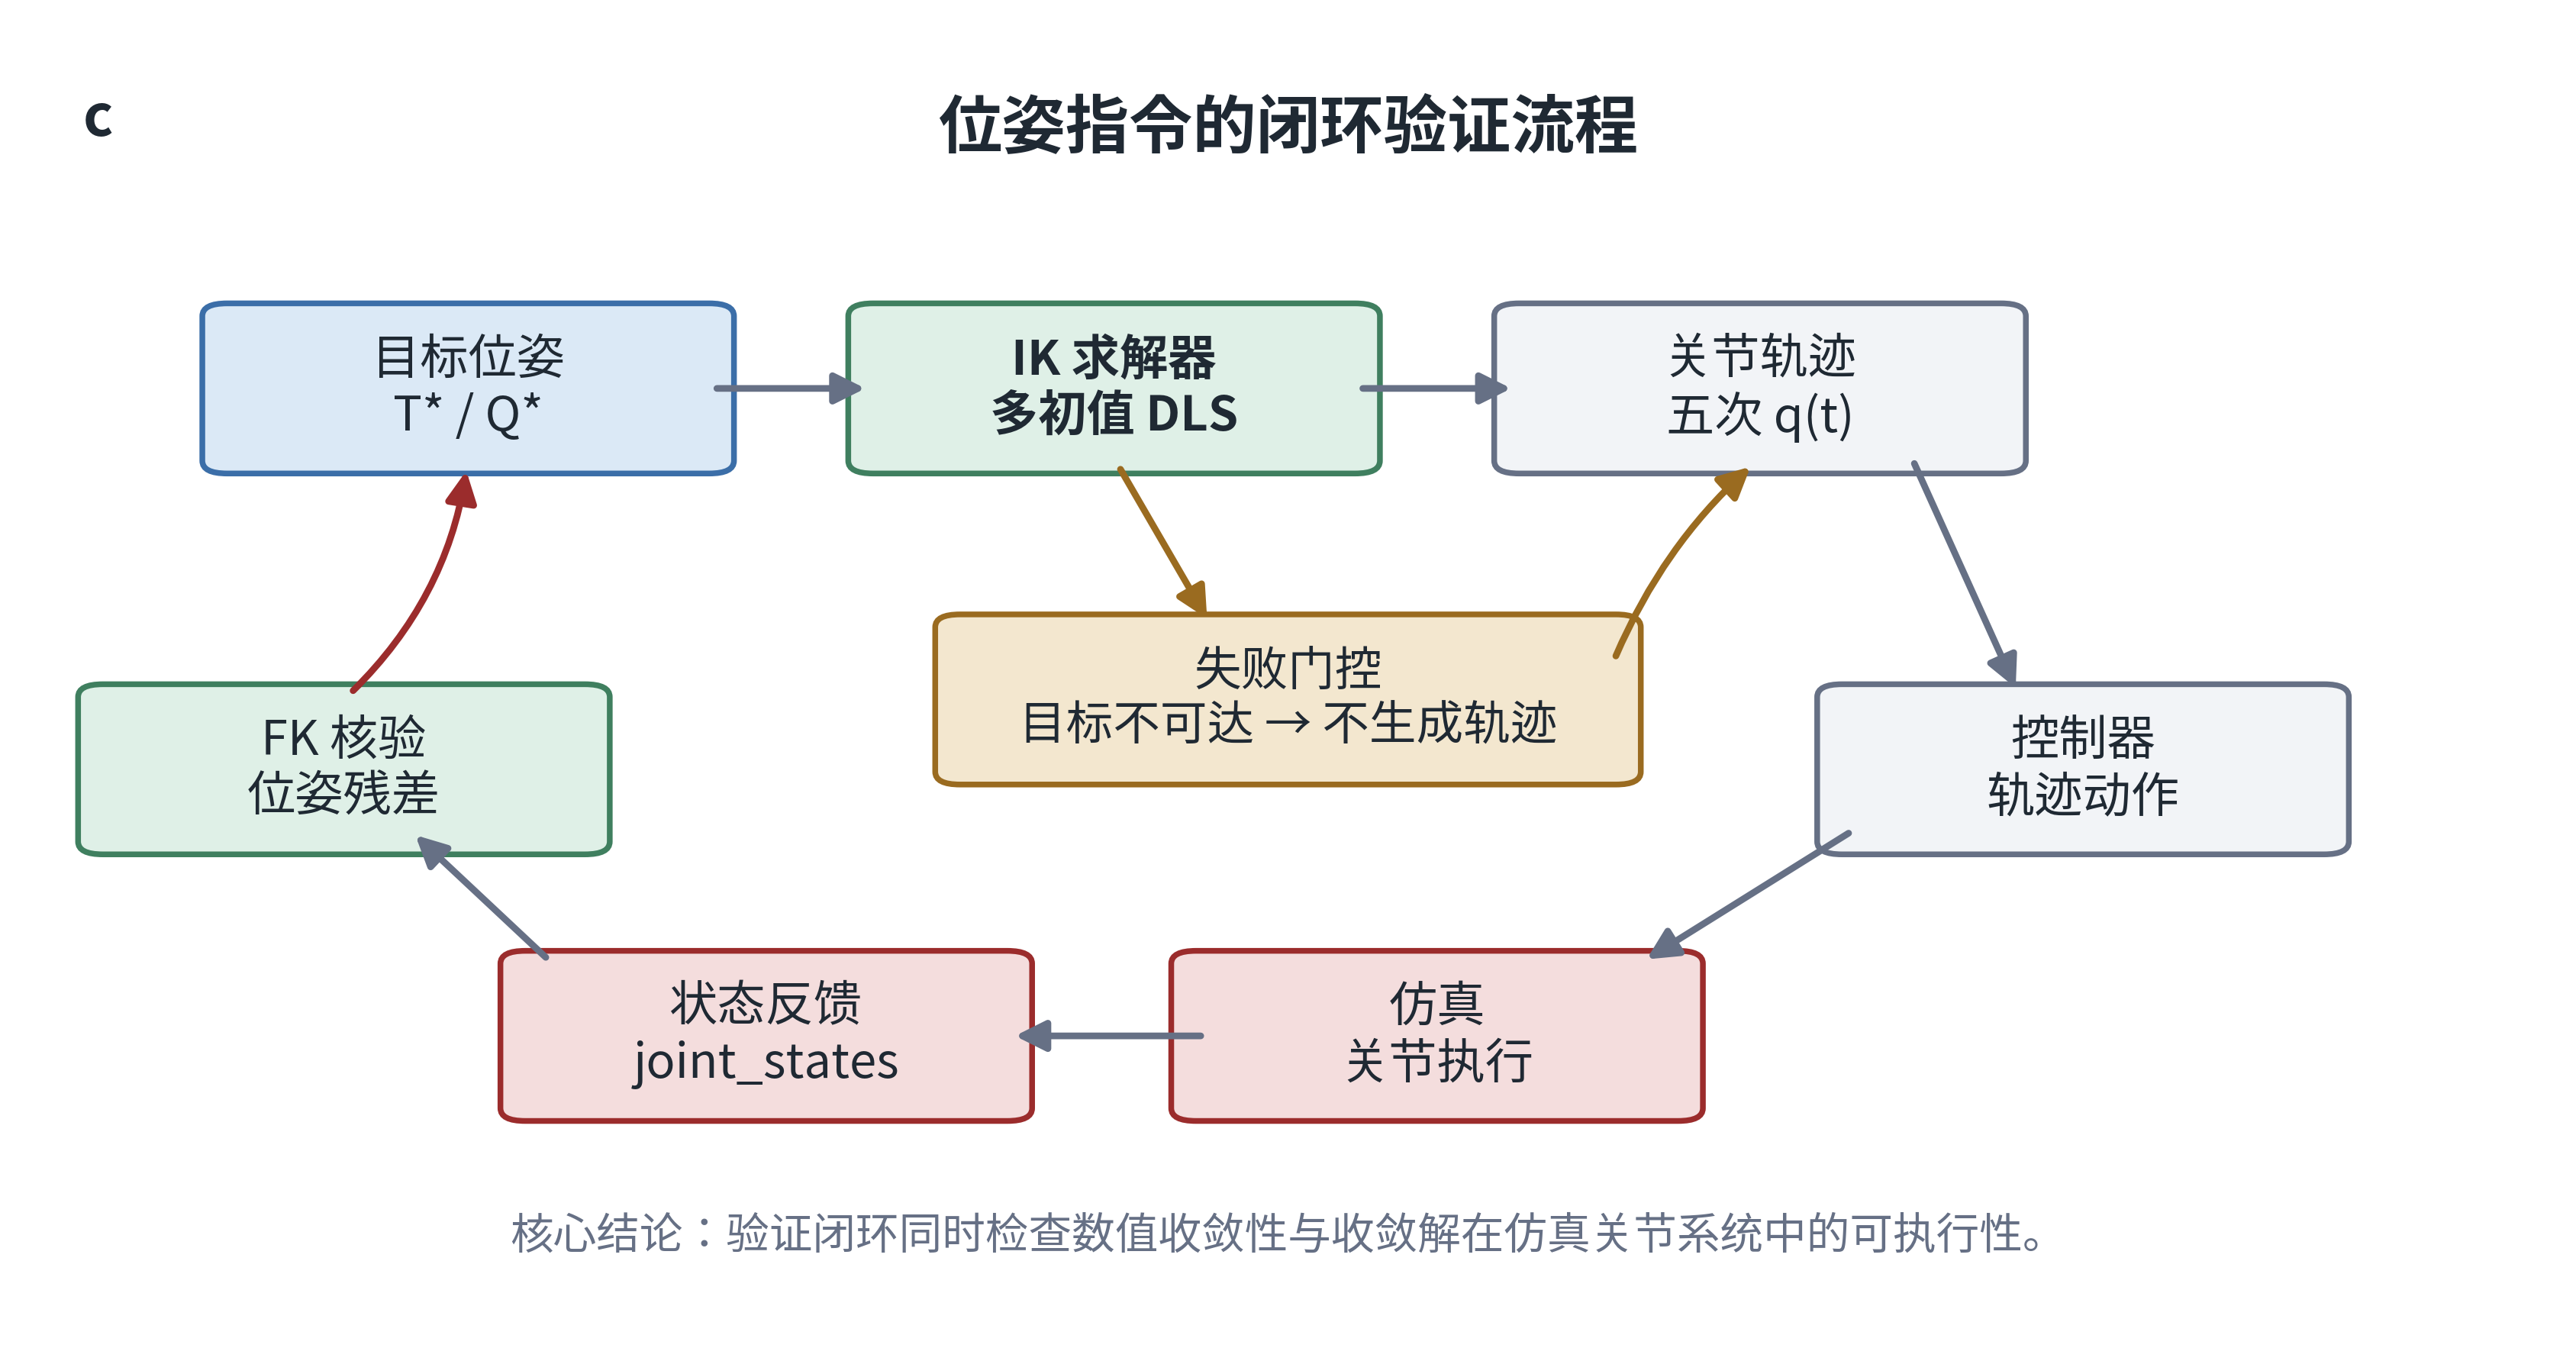 c
位姿指令的闭环验证流程
目标位姿
T* / Q*
IK 求解器
多初值 DLS
关节轨迹
五次 q(t)
失败门控
目标不可达 → 不生成轨迹
FK 核验
位姿残差
控制器
轨迹动作
状态反馈
joint_states
仿真
关节执行
核心结论：验证闭环同时检查数值收敛性与收敛解在仿真关节系统中的可执行性。